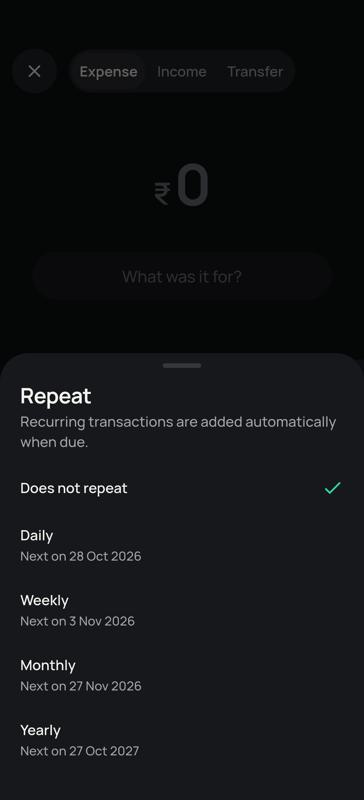 Expense Income Transfer
₹0
What was it for?
Repeat
Recurring transactions are added automatically
when due.
Does not repeat
Daily
Next on 28 Oct 2026
Weekly
Next on 3 Nov 2026
Monthly
Next on 27 Nov 2026
Yearly
Next on 27 Oct 2027